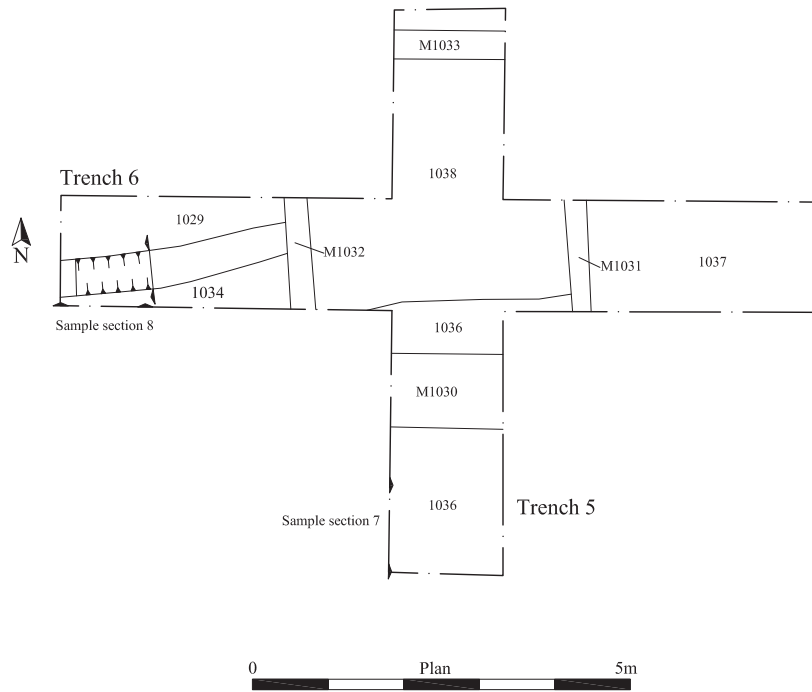 M1033
1038
Trench 6
1029
N
M1032
M1031
1037
1034
Sample section 8
1036
M1030
1036
Trench 5
Sample section 7
0 Plan 5m